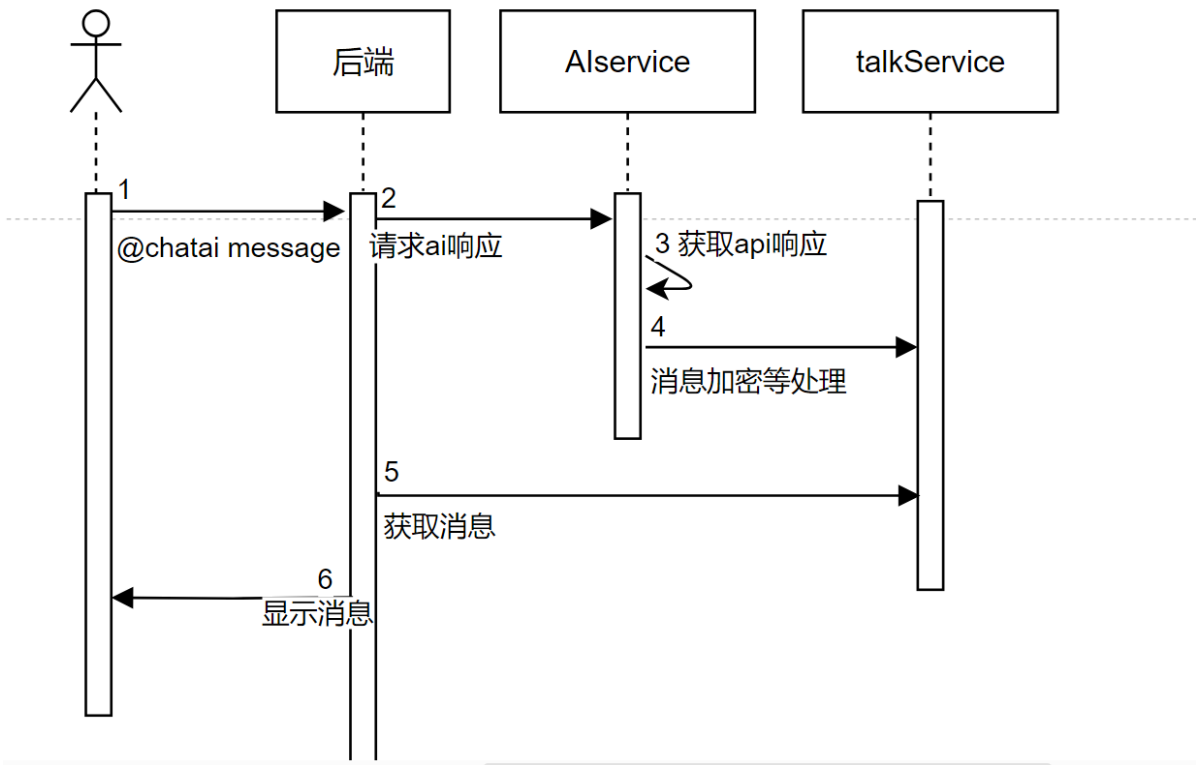 后端
AIservice
talkService
1
@chatai message
2
请求ai响应
3 获取api响应
4
消息加密等处理
5
获取消息
6
显示消息